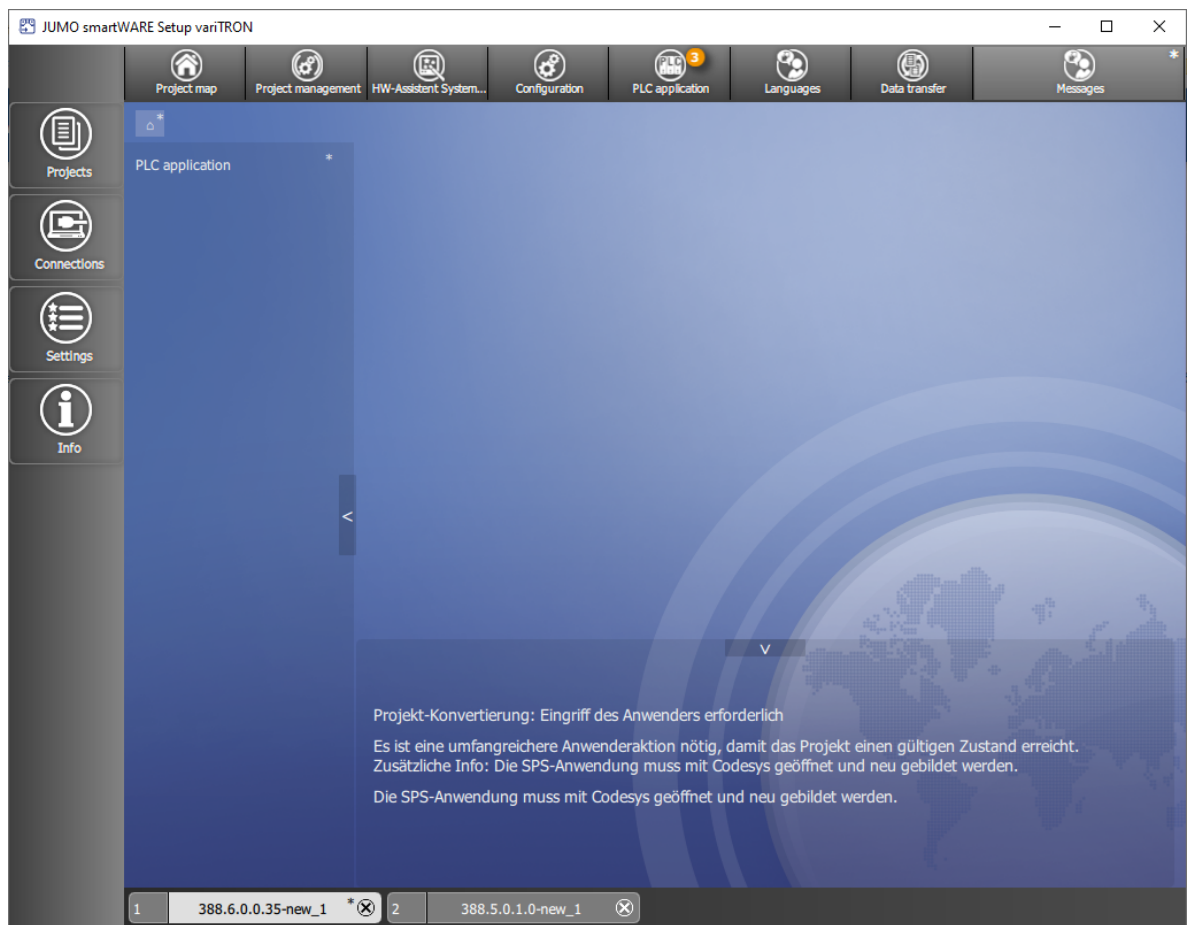 JUMO smartWARE Setup variTRON
Project map
Project management
HW-Assistent System...
Configuration
PLC
3
PLC application
Languages
Data transfer
*
Messages
Projects
Connections
Settings
Info
*
PLC application *
<
V
Projekt-Konvertierung: Eingriff des Anwenders erforderlich
Es ist eine umfangreichere Anwenderaktion nötig, damit das Projekt einen gültigen Zustand erreicht.
Zusätzliche Info: Die SPS-Anwendung muss mit Codesys geöffnet und neu gebildet werden.
Die SPS-Anwendung muss mit Codesys geöffnet und neu gebildet werden.
1 388.6.0.0.35-new_1 * 2 388.5.0.1.0-new_1